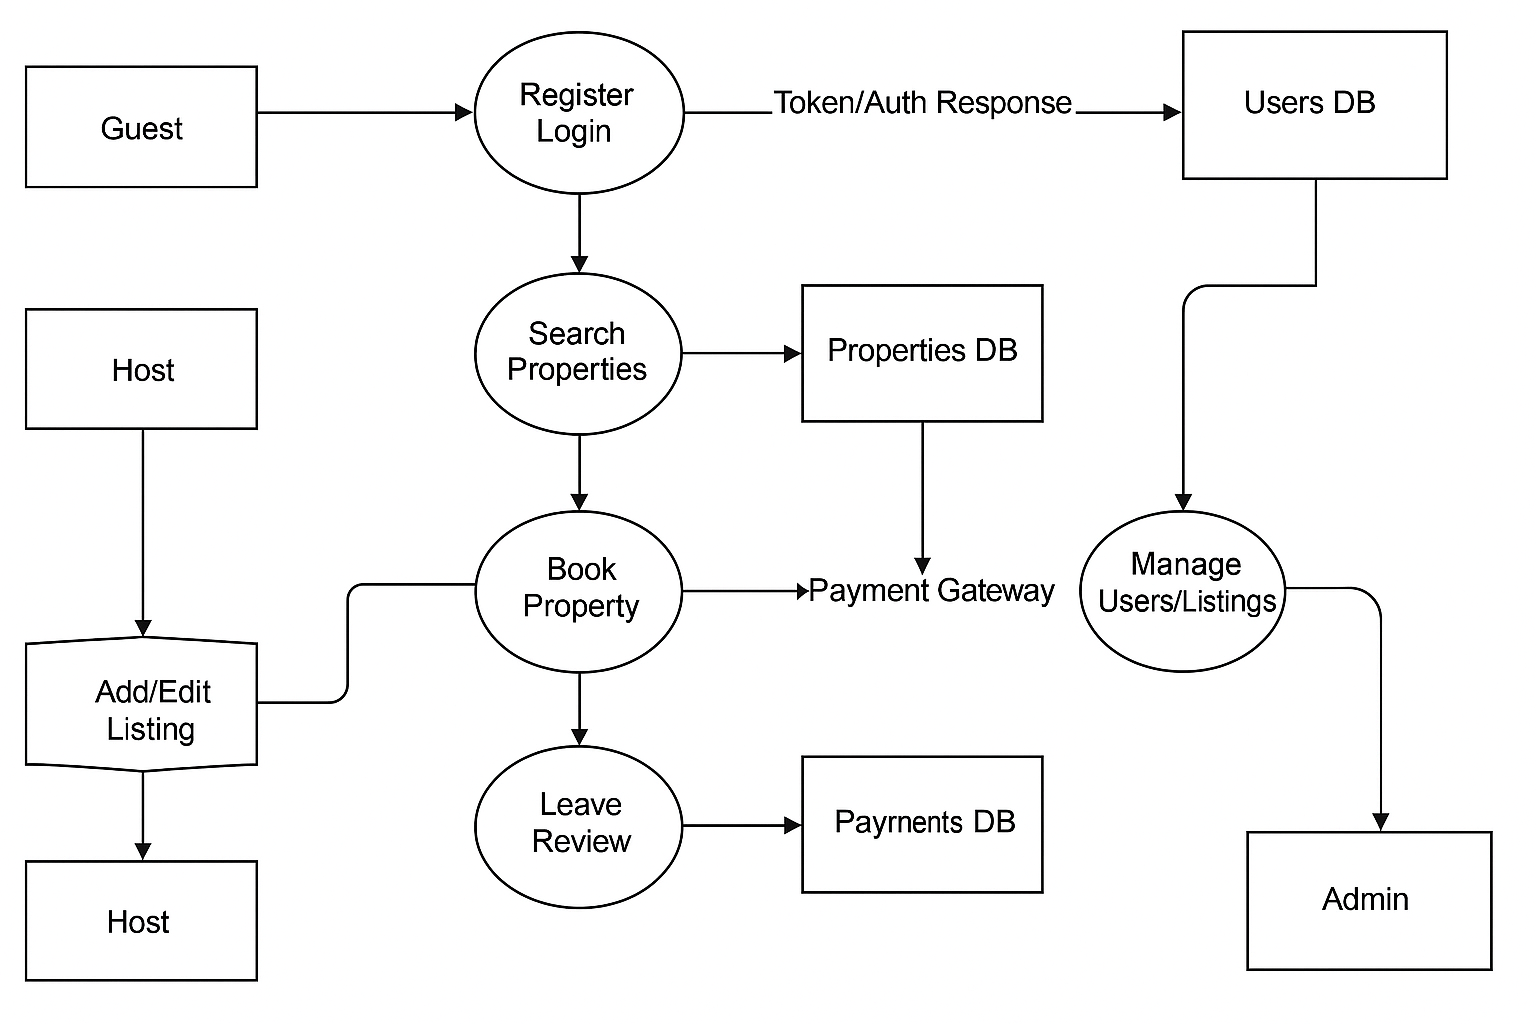 Guest
Register
Login
Token/Auth Response
Users DB
Host
Search
Properties
Properties DB
Book
Property
Payment Gateway
Manage
Users/Listings
Add/Edit
Listing
Leave
Review
Payrnents DB
Host
Admin